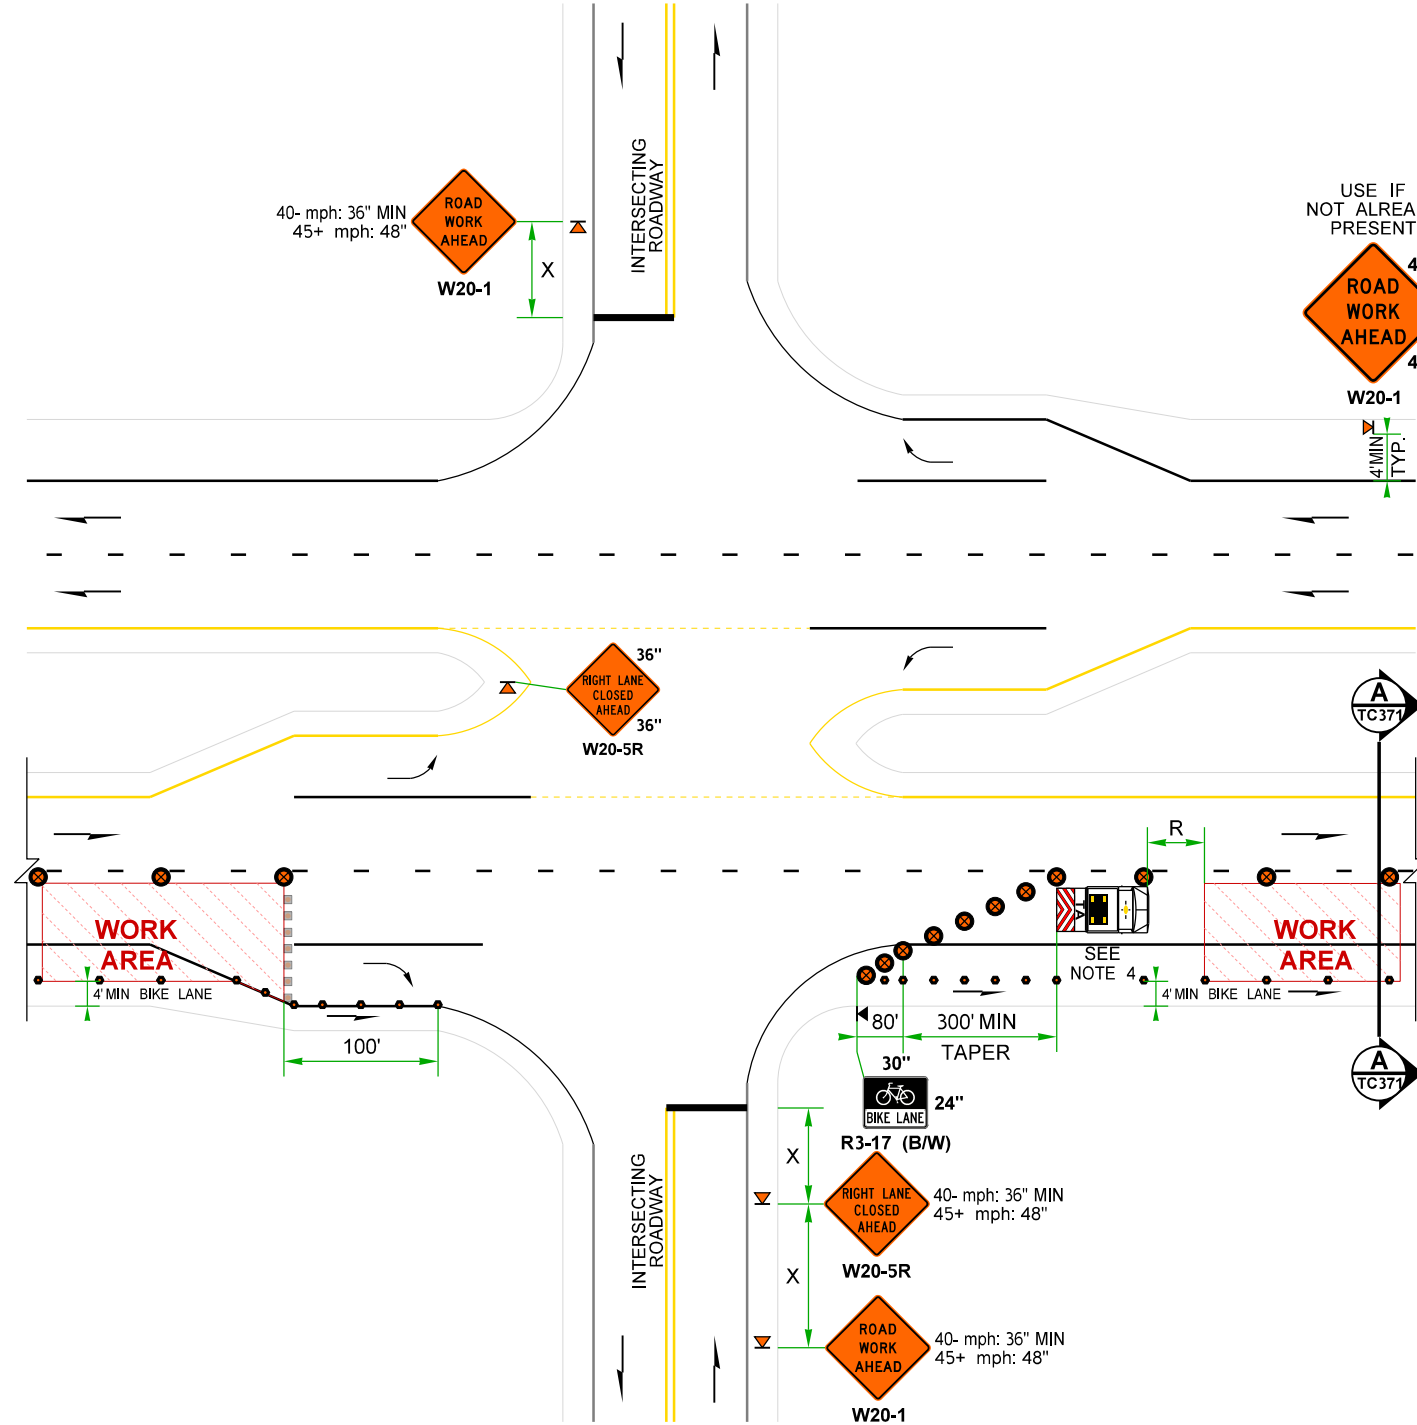 INTERSECTING
ROADWAY
40- mph: 36" MIN
45+ mph: 48"
ROAD
WORK
AHEAD
W20-1
X
USE IF
NOT ALREA
PRESENT
4
ROAD
WORK
AHEAD
4
W20-1
4'MIN
TYP.
36"
RIGHT LANE
CLOSED
AHEAD
36"
W20-5R
A
TC371
R
WORK
AREA
4' MIN BIKE LANE
100'
TA
SEE
NOTE 4
WORK
AREA
4' MIN BIKE LANE
80'
300' MIN
TAPER
A
TC371
30"
BIKE LANE
24"
R3-17 (B/W)
X
RIGHT LANE
CLOSED
AHEAD
40- mph: 36" MIN
45+ mph: 48"
W20-5R
INTERSECTING
ROADWAY
X
ROAD
WORK
AHEAD
40- mph: 36" MIN
45+ mph: 48"
W20-1